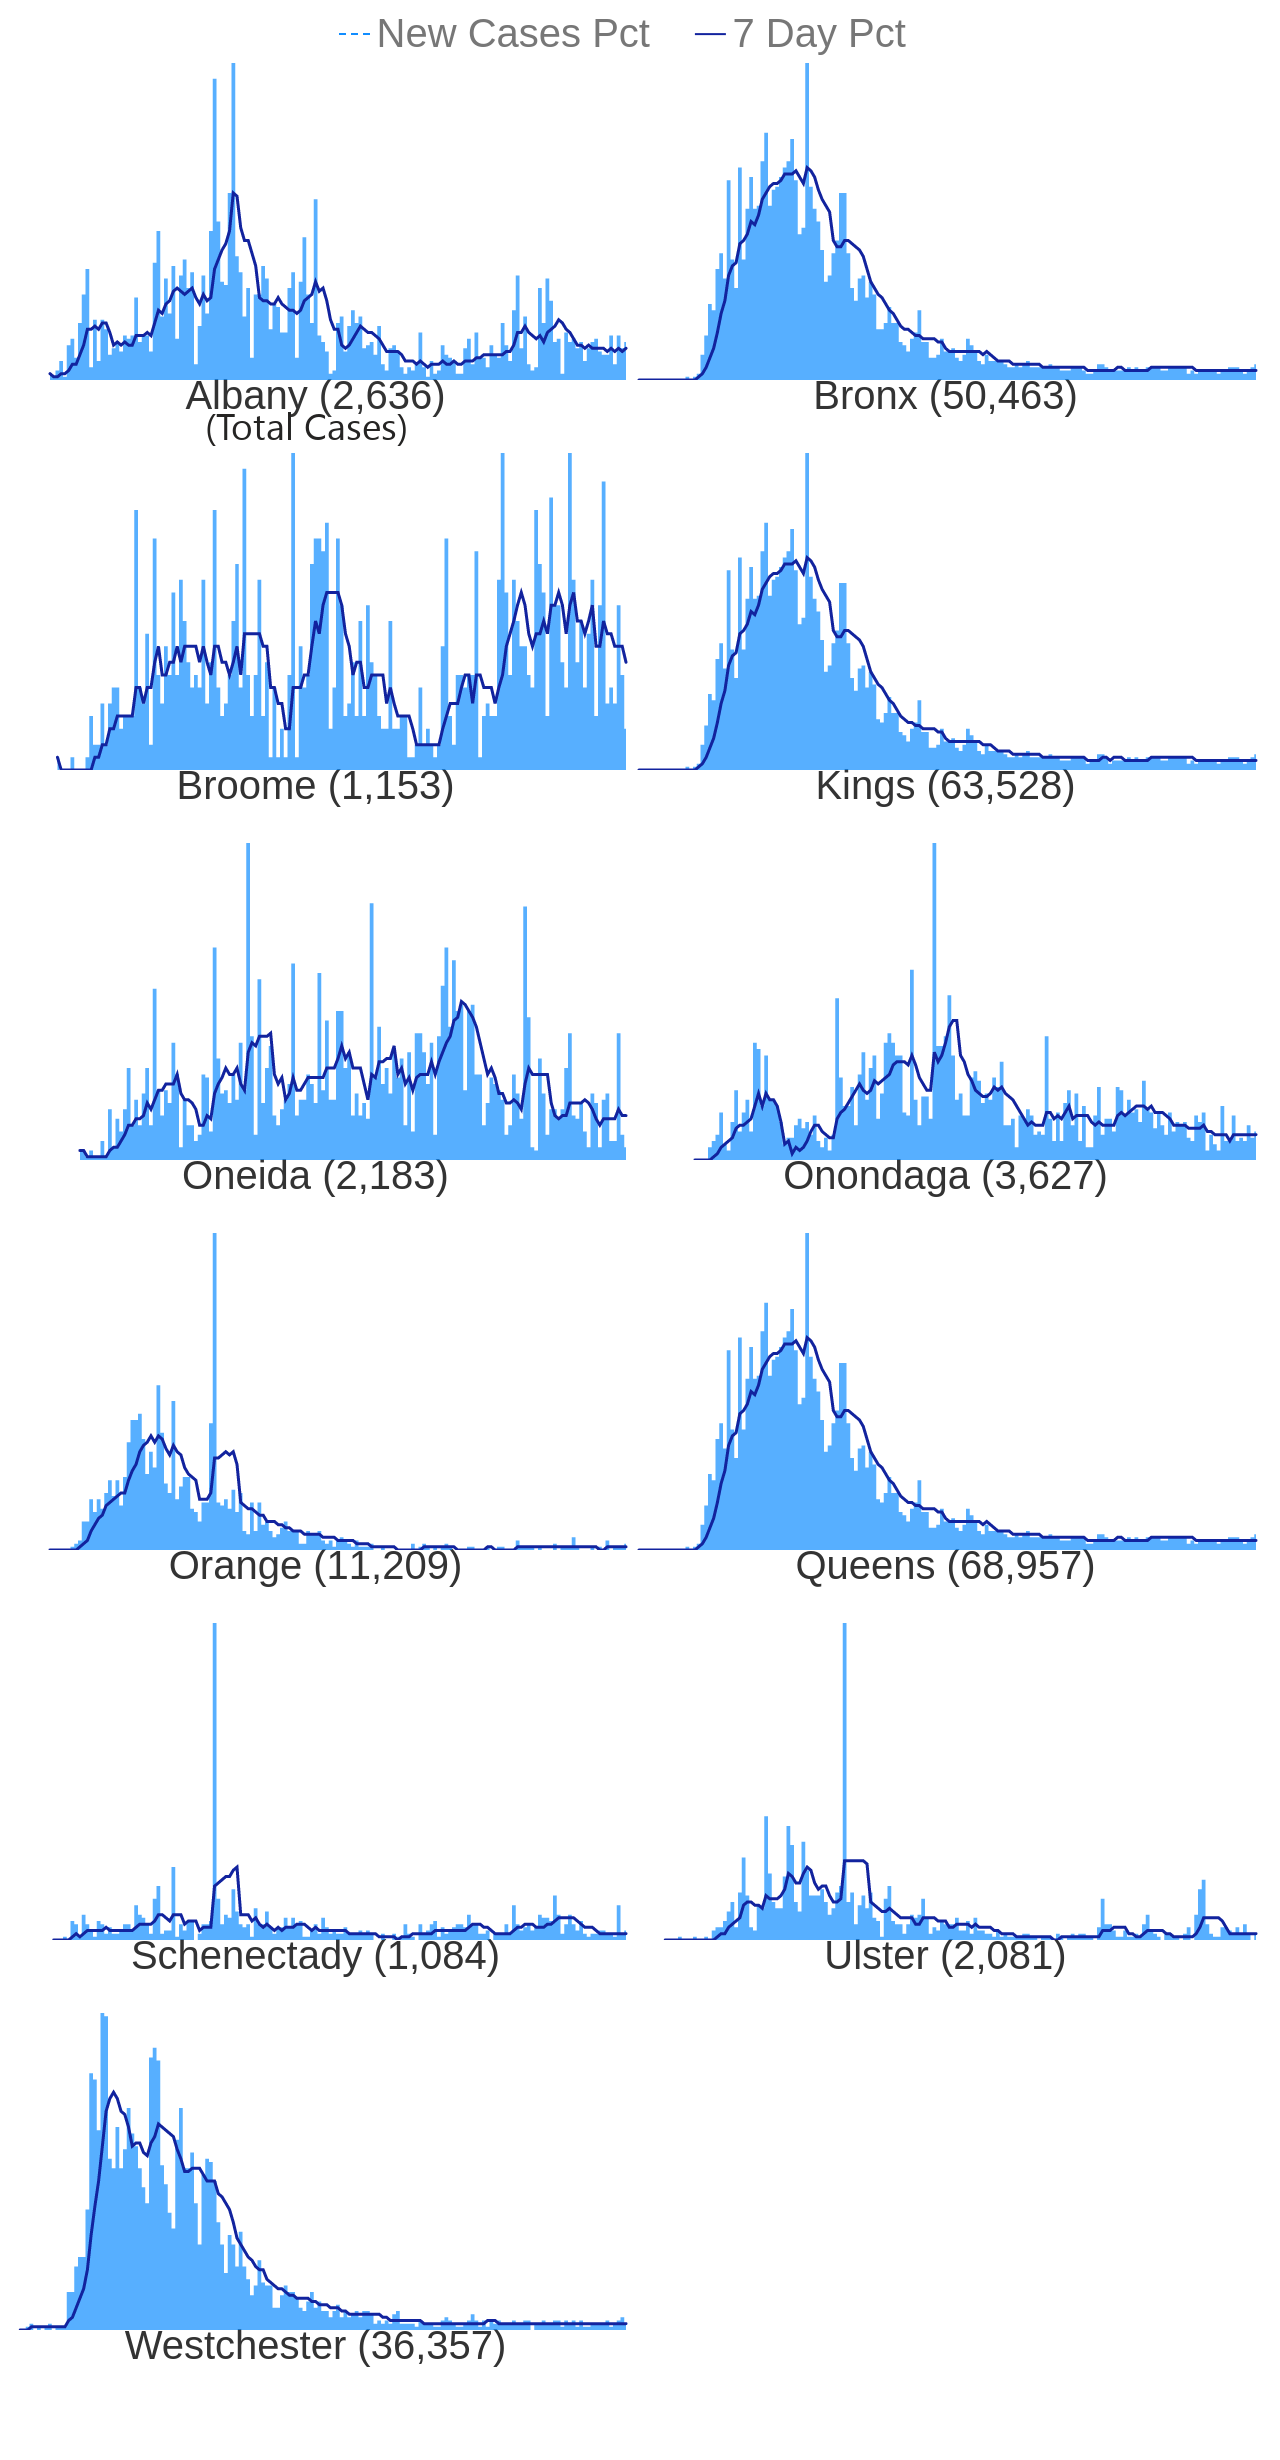 New Cases Pct 7 Day Pct
Albany (2,636) Bronx (50,463)
(Total Cases)
Broome (1,153) Kings (63,528)
Oneida (2,183) Onondaga (3,627)
Orange (11,209) Queens (68,957)
Schenectady (1,084) Ulster (2,081)
Westchester (36,357)